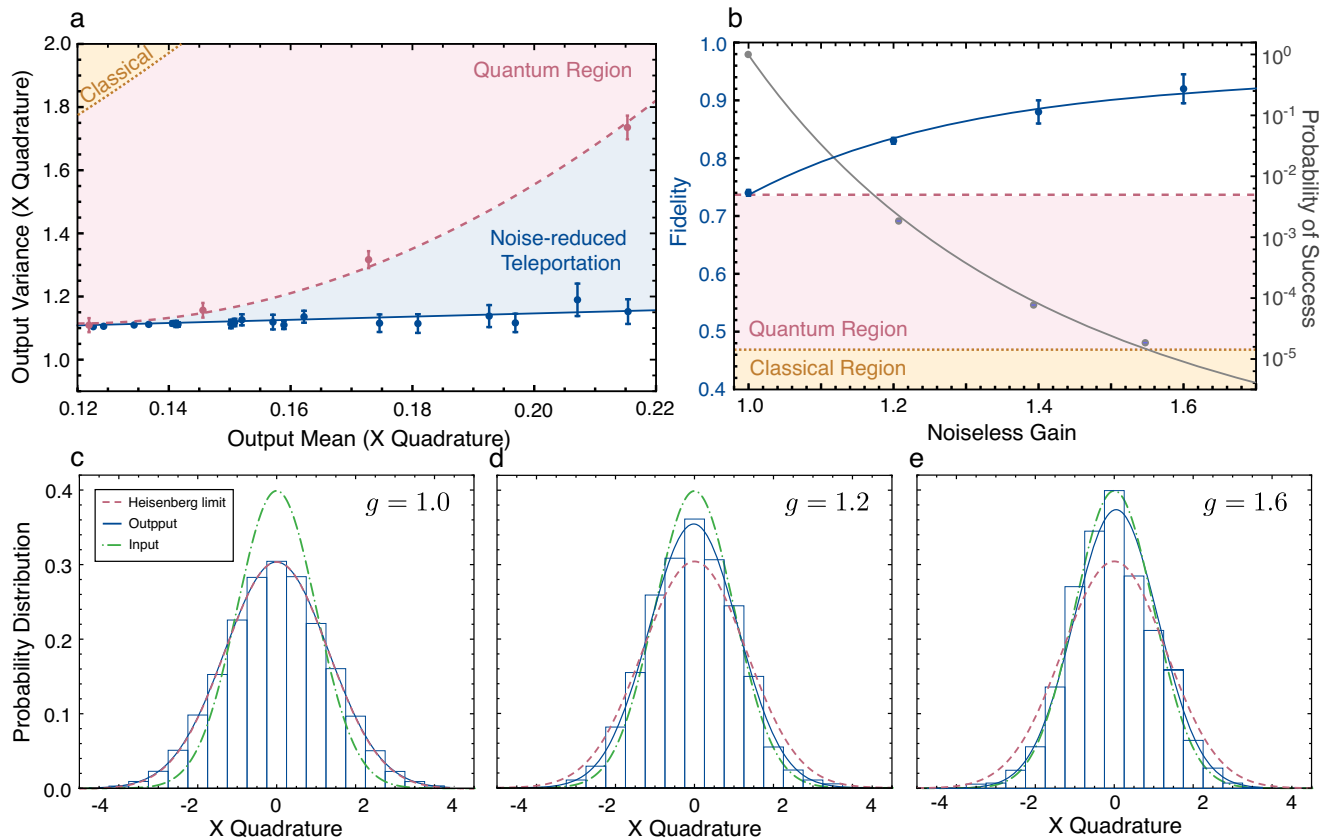 a
2.0
1.8
1.6
1.4
1.2
1.0
Output Variance (X Quadrature)
Classical
Quantum Region
Noise-reduced
Teleportation
0.12
0.14
0.16
0.18
0.20
0.22
Output Mean (X Quadrature)
b
1.0
0.9
0.8
0.7
0.6
0.5
0.4
Fidelity
Quantum Region
Classical Region
10⁰
10⁻¹
10⁻²
10⁻³
10⁻⁴
10⁻⁵
Probability of Success
1.0
1.2
1.4
1.6
Noiseless Gain
c
0.4
0.3
0.2
0.1
0.0
Probability Distribution
Heisenberg limit
Outpput
Input
g = 1.0
-4
-2
0
2
4
X Quadrature
d
g = 1.2
-4
-2
0
2
4
X Quadrature
e
g = 1.6
-4
-2
0
2
4
X Quadrature